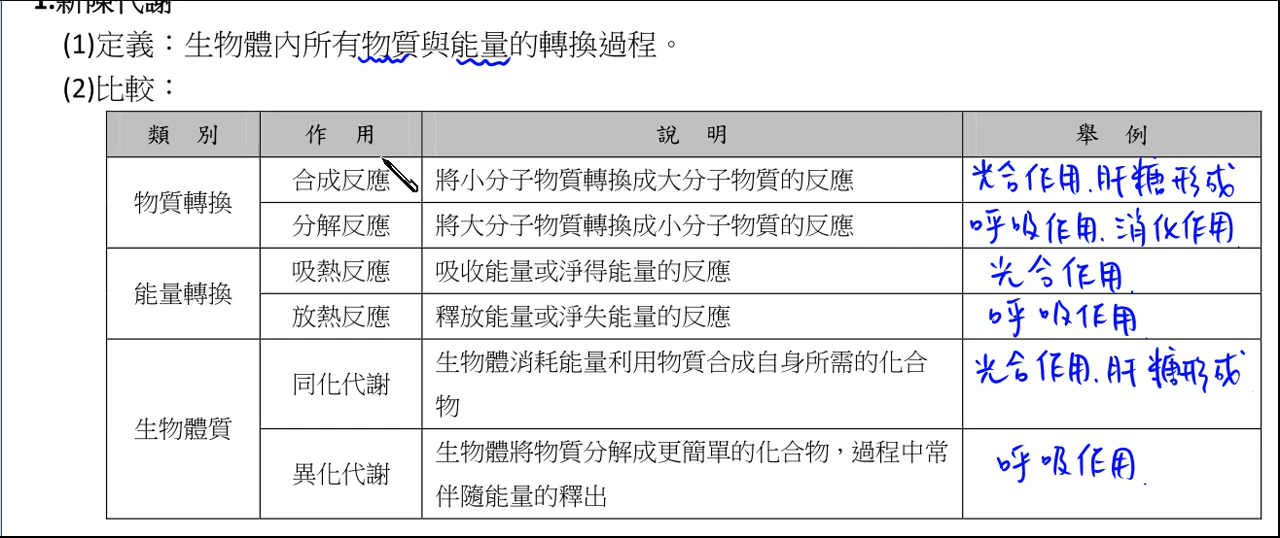 1.新陳代謝
(1)定義：生物體內所有物質與能量的轉換過程。
(2)比較：
類 別 作 用 說 明 舉 例
物質轉換 合成反應 將小分子物質轉換成大分子物質的反應 光合作用、肝糖形成
分解反應 將大分子物質轉換成小分子物質的反應 呼吸作用、消化作用
能量轉換 吸熱反應 吸收能量或淨得能量的反應 光合作用
放熱反應 釋放能量或淨失能量的反應 呼吸作用
生物體質 同化代謝 生物體消耗能量利用物質合成自身所需的化合
物 光合作用、肝糖形成
異化代謝 生物體將物質分解成更簡單的化合物，過程中常
伴隨能量的釋出 呼吸作用